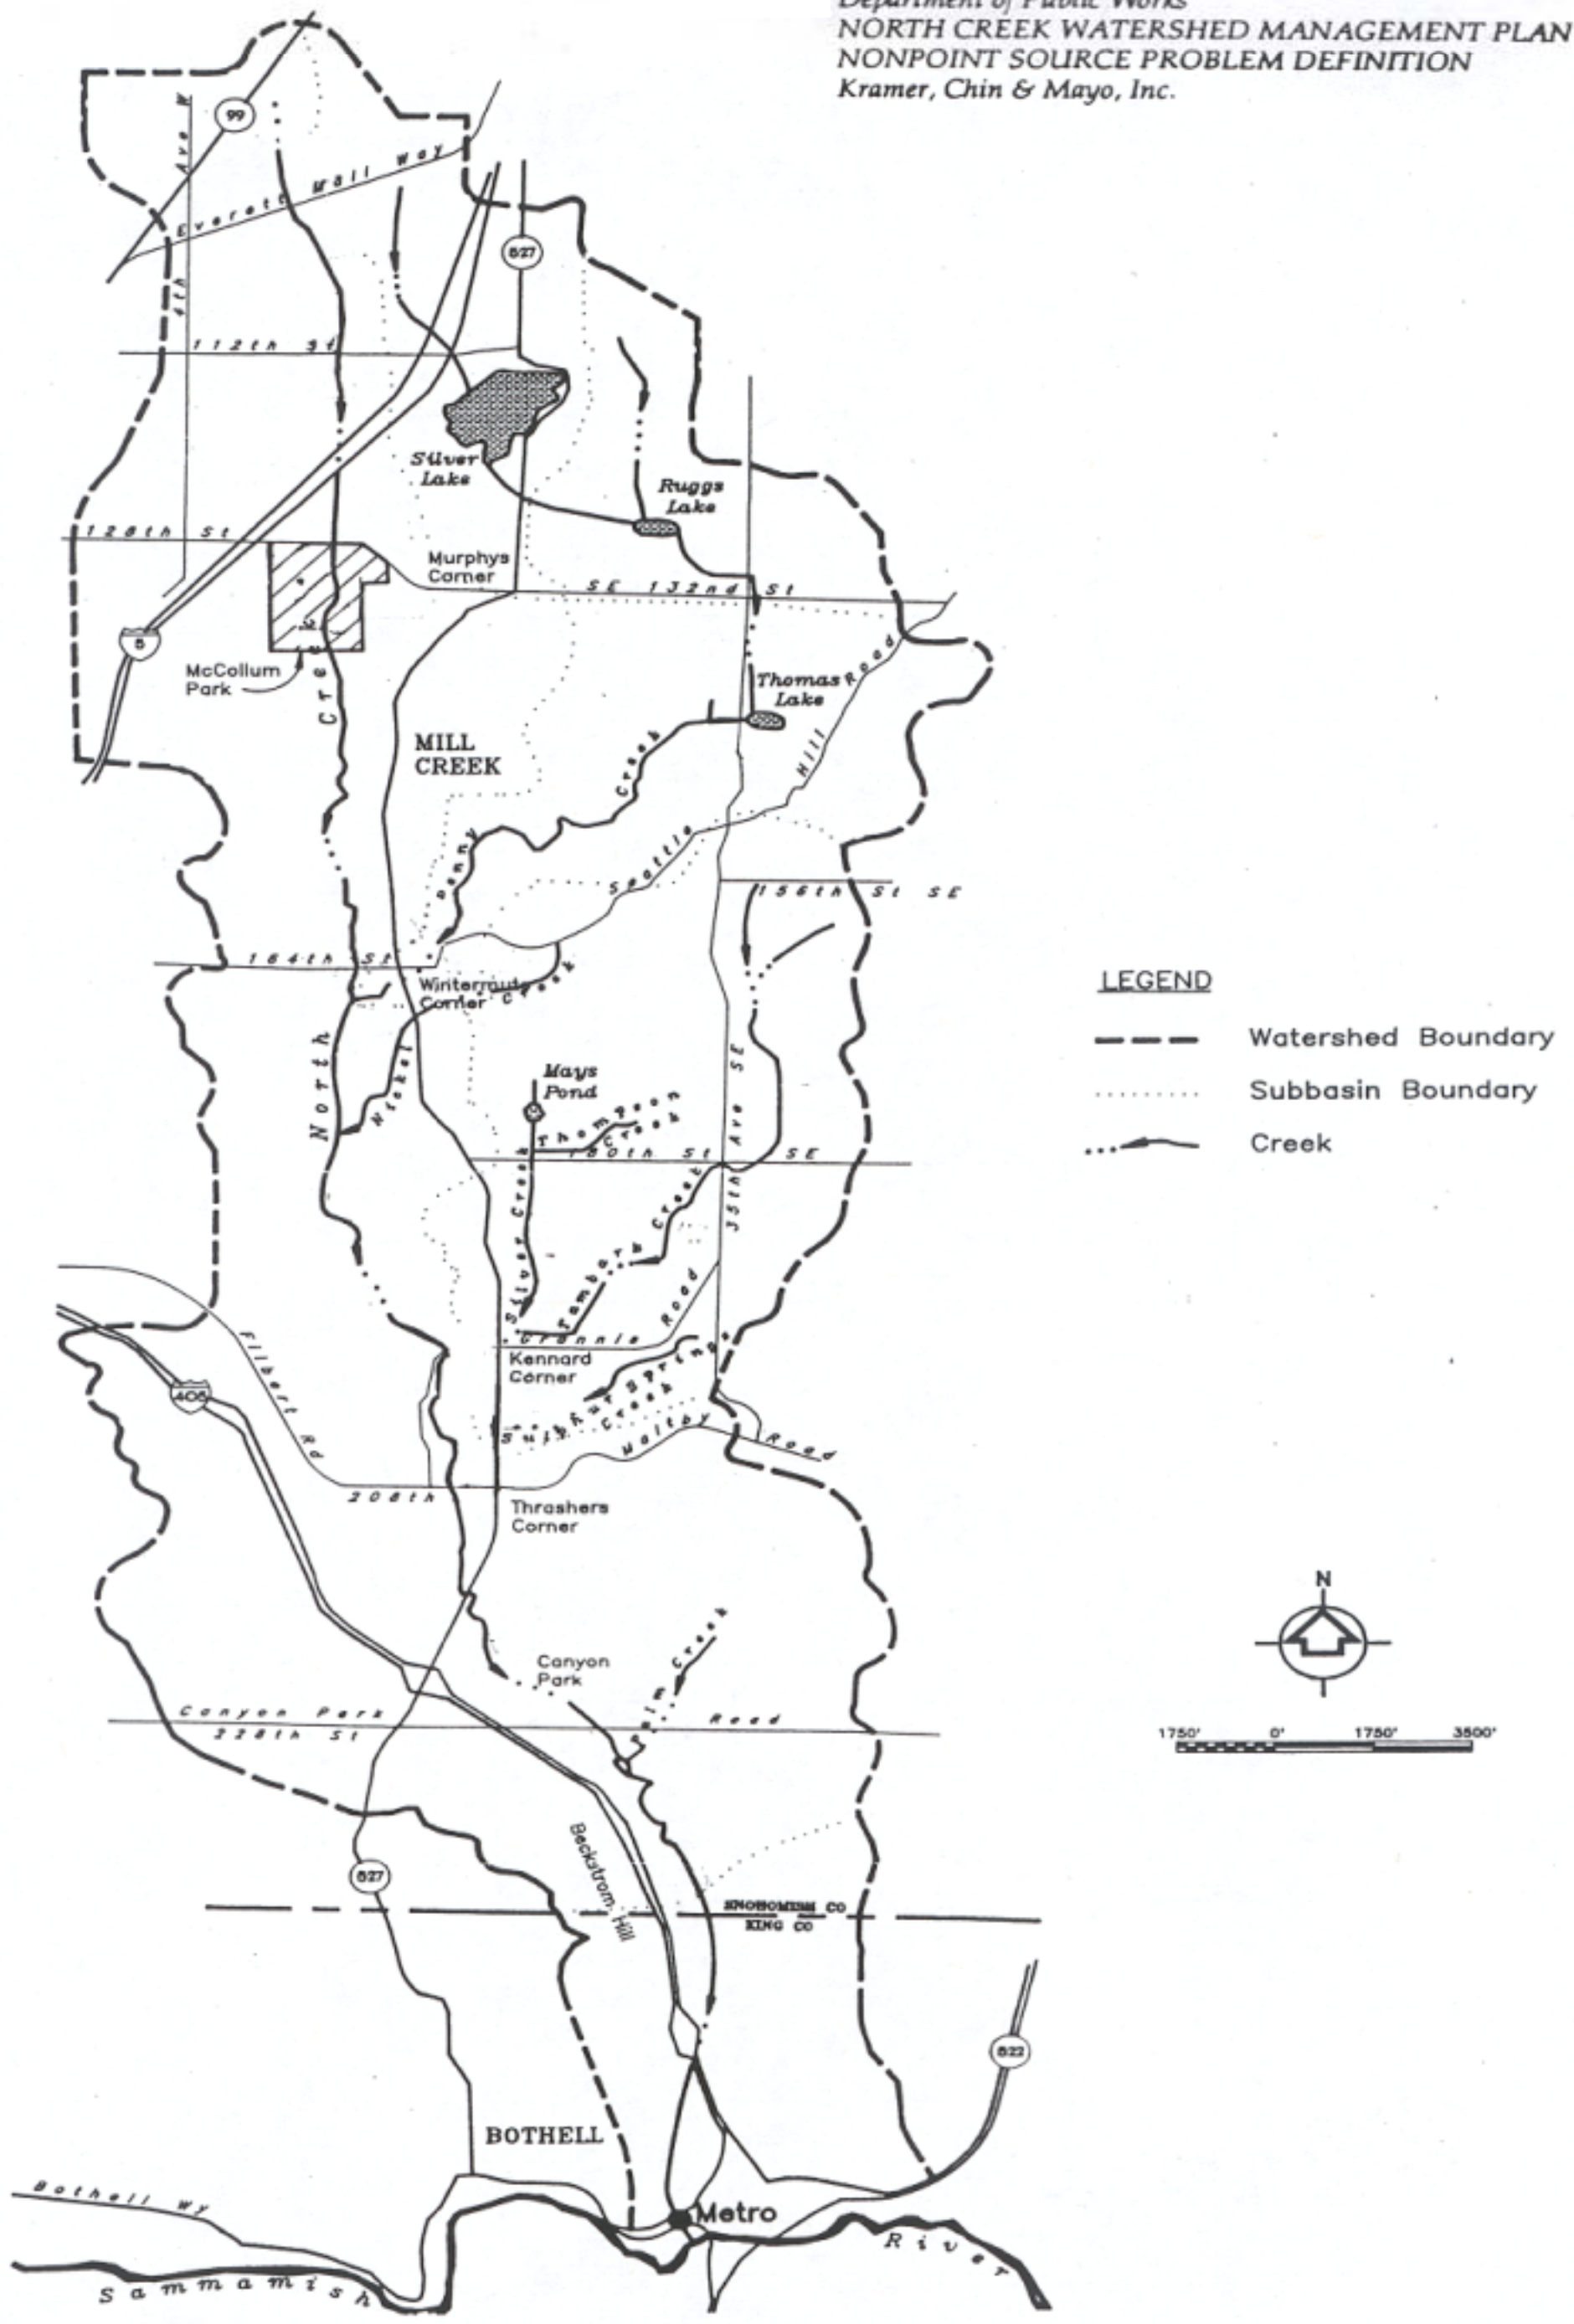 Department of Public Works
NORTH CREEK WATERSHED MANAGEMENT PLAN
NONPOINT SOURCE PROBLEM DEFINITION
Kramer, Chin & Mayo, Inc.
99
4th Ave W
Everett Mall Way
527
112th St
Silver
Lake
Ruggs
Lake
128th St
Murphys
Corner
SE 132nd St
5
McCollum
Park
Thomas
Lake
MILL
CREEK
Penny Creek
Seattle Hill Road
156th St SE
164th St
Wintermute
Corner
Nickel Creek
North Creek
LEGEND
Watershed Boundary
Subbasin Boundary
Creek
Mays
Pond
Thompson
Creek
180th St SE
35th Ave SE
Silver Creek
Tambark Creek
Grannis Road
Kennard
Corner
Filbert Rd
405
Sulphur Springs
Creek
Maltby Road
208th
Thrashers
Corner
N
Canyon
Park
Palm Creek
Canyon Park Road
228th St
1750' 0' 1750' 3500'
Beckstrom Hill
527
SNOHOMISH CO
KING CO
522
BOTHELL
Bothell Wy
Metro
Sammamish River